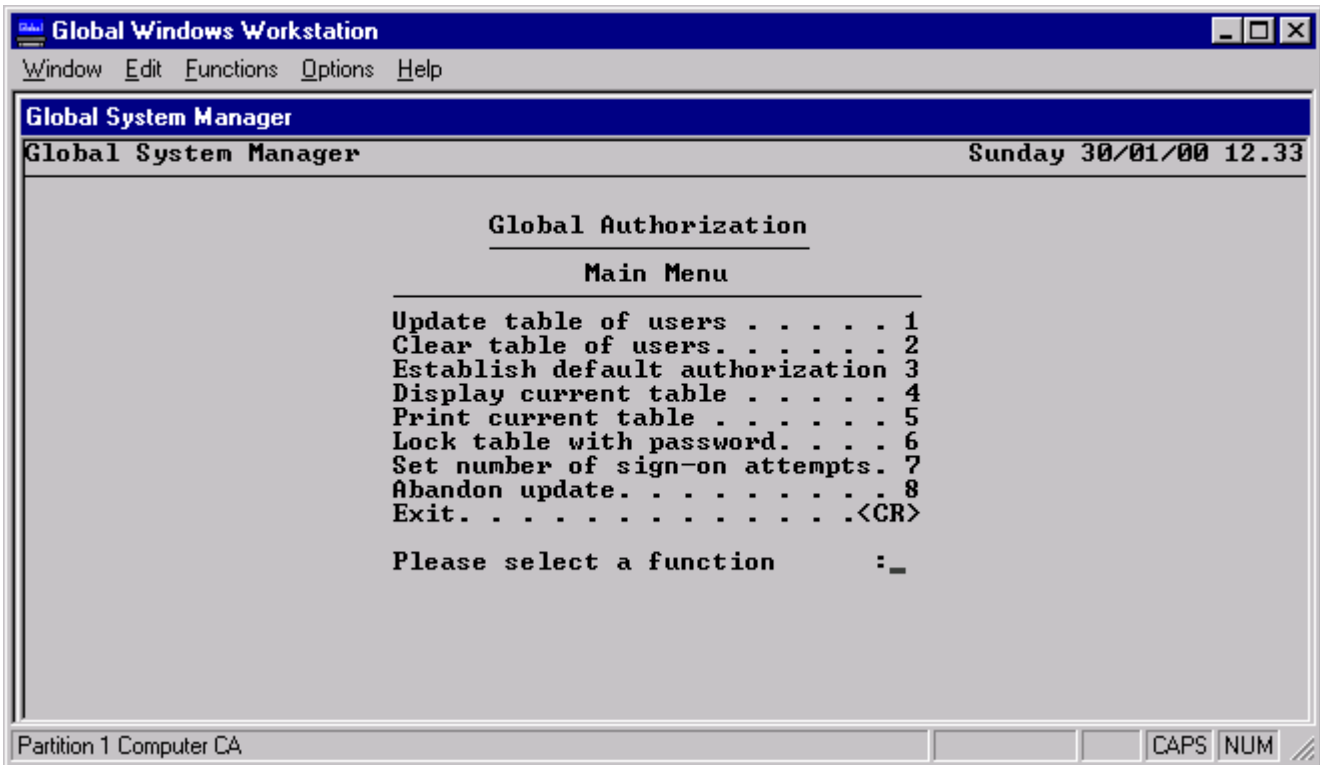 Global Windows Workstation
Window Edit Functions Options Help
Global System Manager
Global System Manager Sunday 30/01/00 12.33
Global Authorization
Main Menu
Update table of users . . . . . 1
Clear table of users. . . . . . 2
Establish default authorization 3
Display current table . . . . . 4
Print current table . . . . . . 5
Lock table with password. . . . 6
Set number of sign-on attempts. 7
Abandon update. . . . . . . . . 8
Exit. . . . . . . . . . . . .<CR>
Please select a function :_
Partition 1 Computer CA CAPS NUM